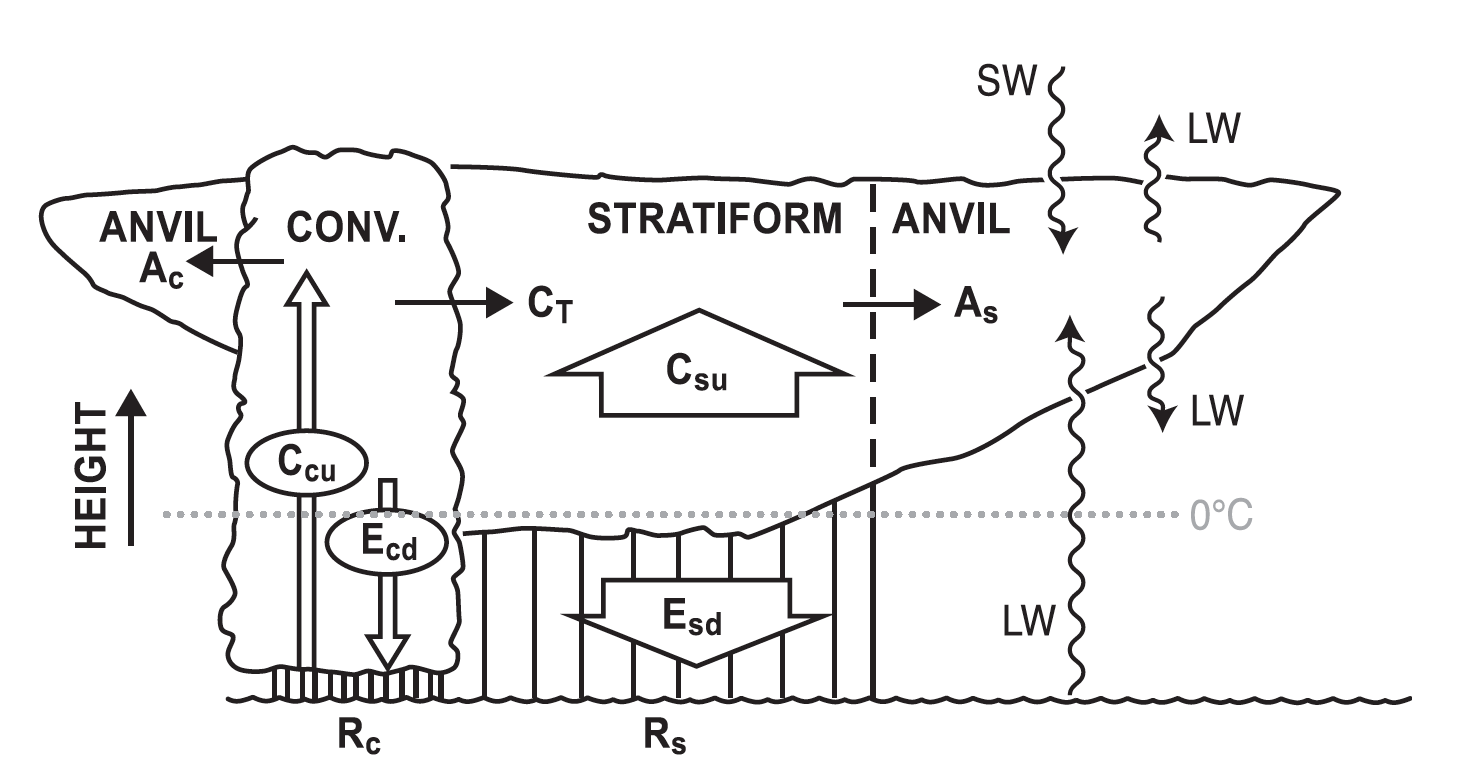 SW
LW
ANVIL
CONV.
STRATIFORM
ANVIL
Ac
CT
As
Csu
HEIGHT
LW
Ccu
Ecd
0°C
Esd
LW
Rc
Rs